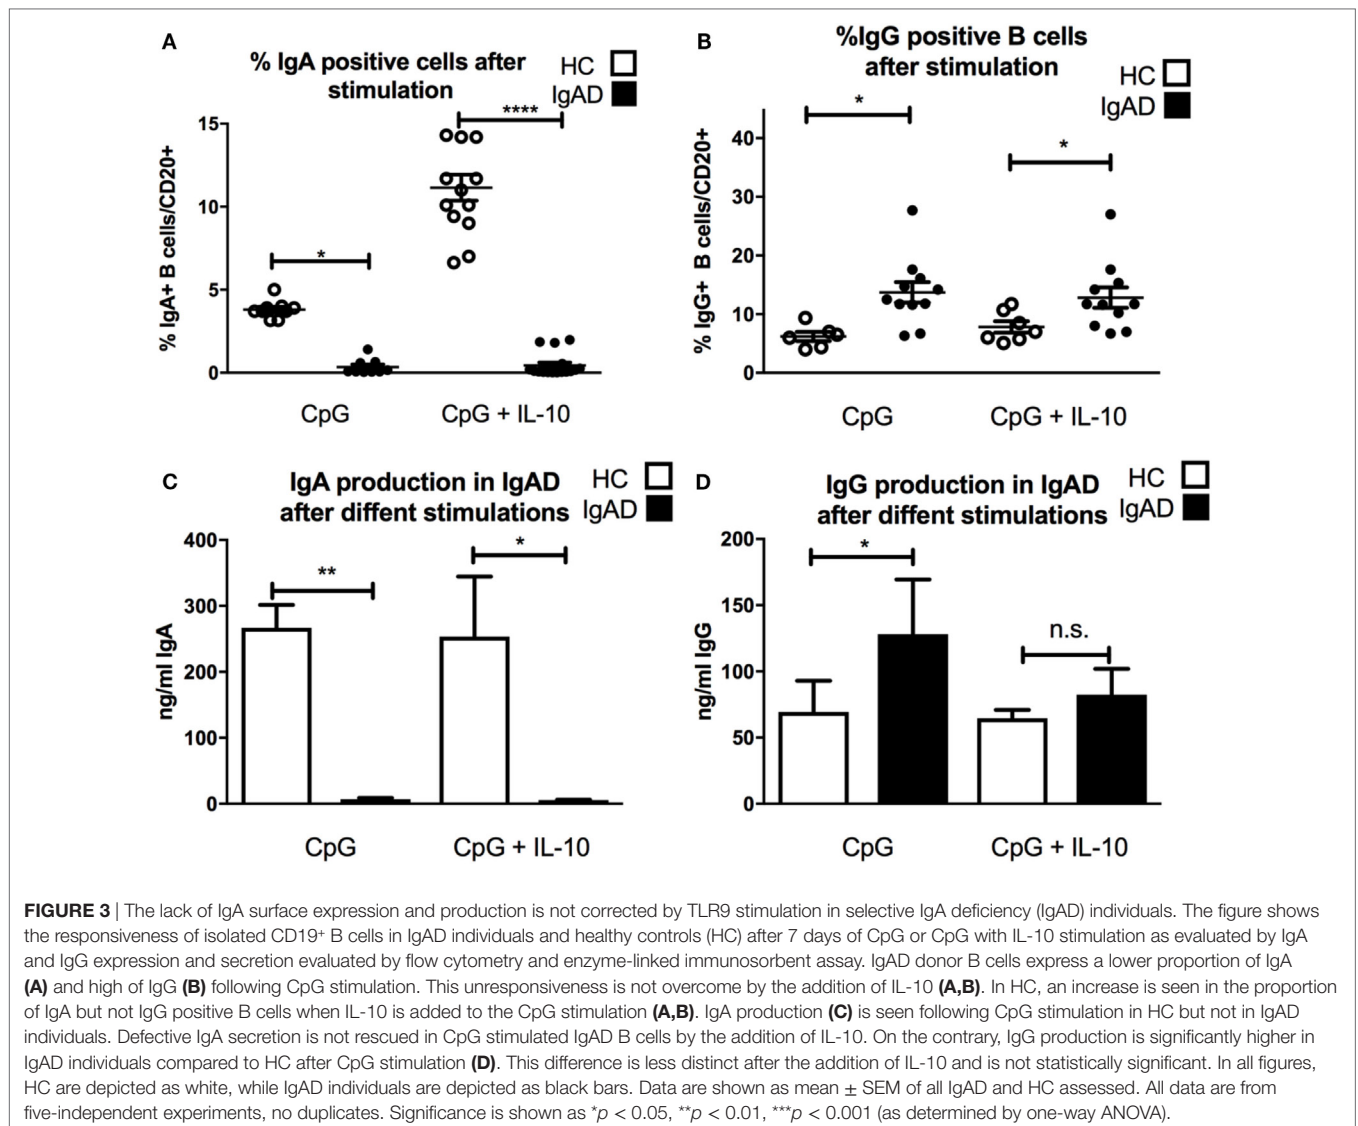 A
% IgA positive cells after
stimulation
HC
IgAD
****
*
% IgA+ B cells/CD20+
15
10
5
0
CpG
CpG + IL-10
B
%IgG positive B cells
after stimulation
HC
IgAD
*
*
% IgG+ B cells/CD20+
40
30
20
10
0
CpG
CpG + IL-10
C
IgA production in IgAD
after diffent stimulations
HC
IgAD
**
*
ng/ml IgA
400
300
200
100
0
CpG
CpG + IL-10
D
IgG production in IgAD
after diffent stimulations
HC
IgAD
*
n.s.
ng/ml IgG
200
150
100
50
0
CpG
CpG + IL-10
FIGURE 3 | The lack of IgA surface expression and production is not corrected by TLR9 stimulation in selective IgA deficiency (IgAD) individuals. The figure shows
the responsiveness of isolated CD19⁺ B cells in IgAD individuals and healthy controls (HC) after 7 days of CpG or CpG with IL-10 stimulation as evaluated by IgA
and IgG expression and secretion evaluated by flow cytometry and enzyme-linked immunosorbent assay. IgAD donor B cells express a lower proportion of IgA
(A) and high of IgG (B) following CpG stimulation. This unresponsiveness is not overcome by the addition of IL-10 (A,B). In HC, an increase is seen in the proportion
of IgA but not IgG positive B cells when IL-10 is added to the CpG stimulation (A,B). IgA production (C) is seen following CpG stimulation in HC but not in IgAD
individuals. Defective IgA secretion is not rescued in CpG stimulated IgAD B cells by the addition of IL-10. On the contrary, IgG production is significantly higher in
IgAD individuals compared to HC after CpG stimulation (D). This difference is less distinct after the addition of IL-10 and is not statistically significant. In all figures,
HC are depicted as white, while IgAD individuals are depicted as black bars. Data are shown as mean ± SEM of all IgAD and HC assessed. All data are from
five-independent experiments, no duplicates. Significance is shown as *p < 0.05, **p < 0.01, ***p < 0.001 (as determined by one-way ANOVA).